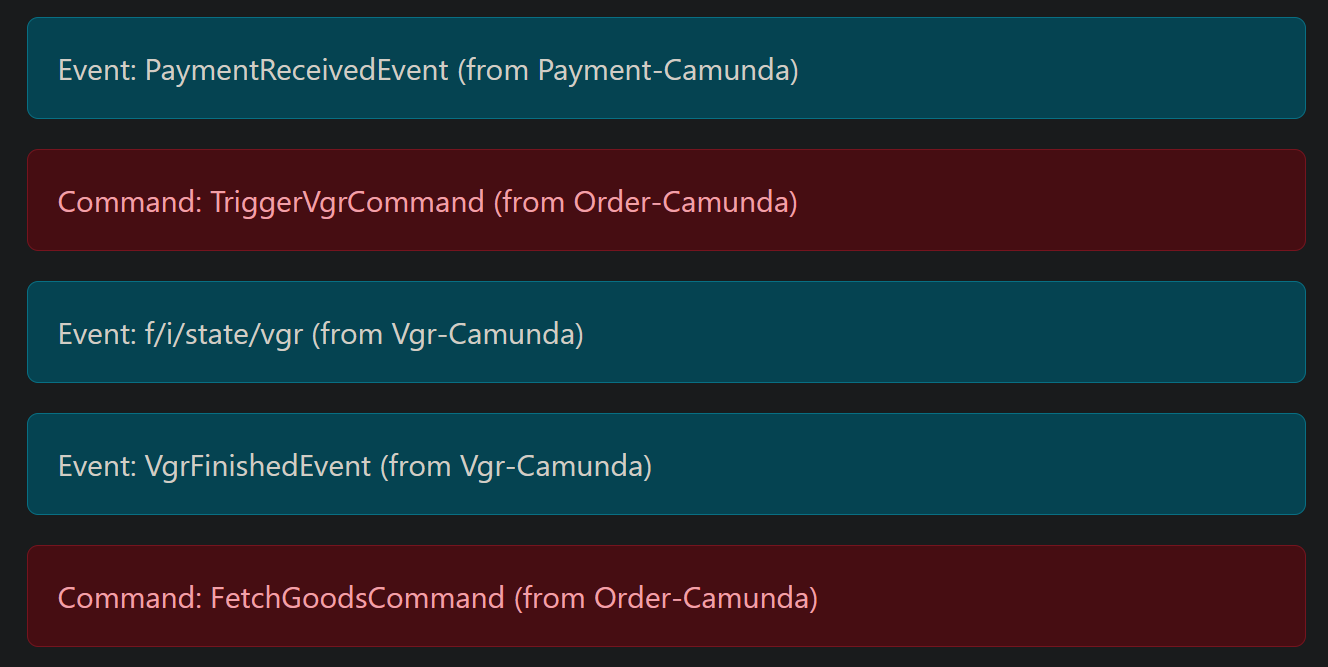 Event: PaymentReceivedEvent (from Payment-Camunda)
Command: TriggerVgrCommand (from Order-Camunda)
Event: f/i/state/vgr (from Vgr-Camunda)
Event: VgrFinishedEvent (from Vgr-Camunda)
Command: FetchGoodsCommand (from Order-Camunda)